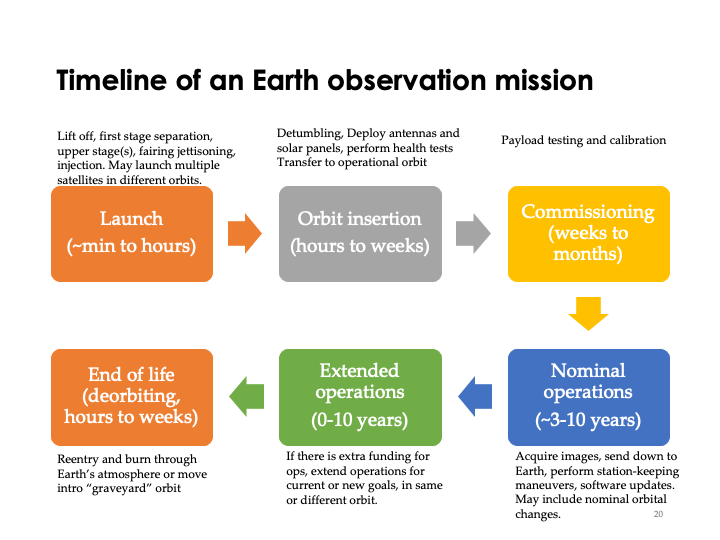 Timeline of an Earth observation mission
Lift off, first stage separation,
upper stage(s), fairing jettisoning,
injection. May launch multiple
satellites in different orbits.
Detumbling, Deploy antennas and
solar panels, perform health tests
Transfer to operational orbit
Payload testing and calibration
Launch
(~min to hours)
Orbit insertion
(hours to weeks)
Commissioning
(weeks to
months)
End of life
(deorbiting,
hours to weeks)
Extended
operations
(0-10 years)
Nominal
operations
(~3-10 years)
Reentry and burn through
Earth’s atmosphere or move
intro “graveyard” orbit
If there is extra funding for
ops, extend operations for
current or new goals, in same
or different orbit.
Acquire images, send down to
Earth, perform station-keeping
maneuvers, software updates.
May include nominal orbital
changes.
20